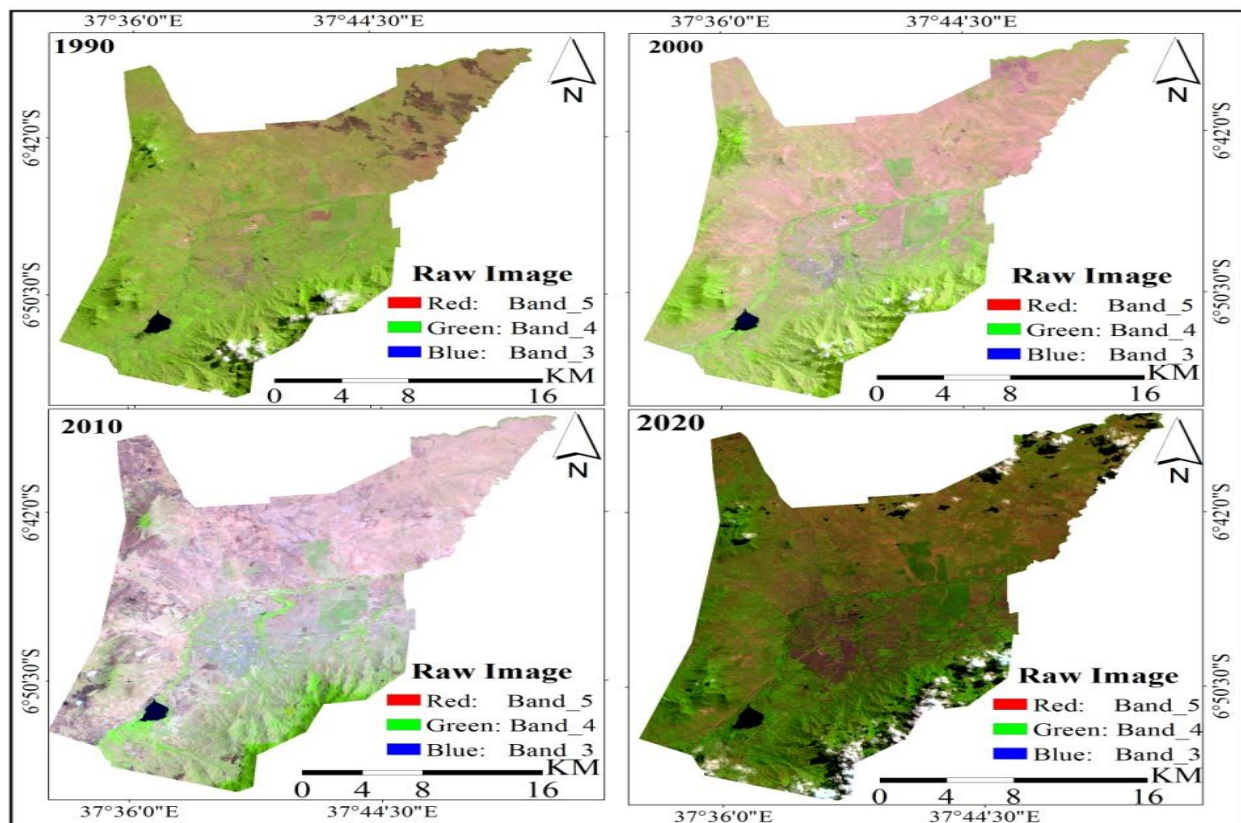 37°36'0"E 37°44'30"E 37°36'0"E 37°44'30"E
1990
N
6°42'0"S
6°50'30"S
Raw Image
Red: Band_5
Green: Band_4
Blue: Band_3
KM
0 4 8 16
2000
N
6°42'0"S
6°50'30"S
Raw Image
Red: Band_5
Green: Band_4
Blue: Band_3
KM
0 4 8 16
2010
N
6°42'0"S
6°50'30"S
Raw Image
Red: Band_5
Green: Band_4
Blue: Band_3
KM
0 4 8 16
2020
N
6°42'0"S
6°50'30"S
Raw Image
Red: Band_5
Green: Band_4
Blue: Band_3
KM
0 4 8 16
37°36'0"E 37°44'30"E 37°36'0"E 37°44'30"E